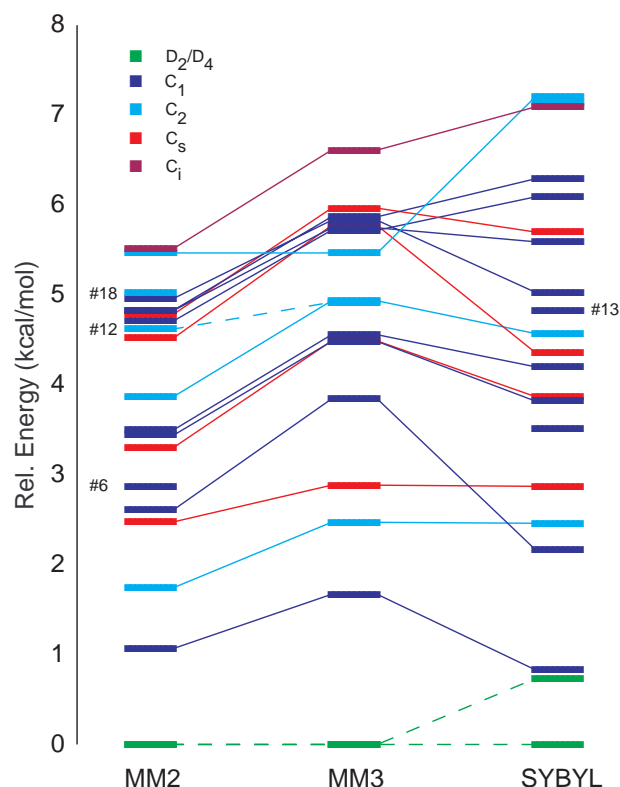 8
D2/D4
C1
7
C2
Cs
Ci
6
5
#18
#13
#12
4
Rel. Energy (kcal/mol)
3
#6
2
1
0
MM2 MM3 SYBYL